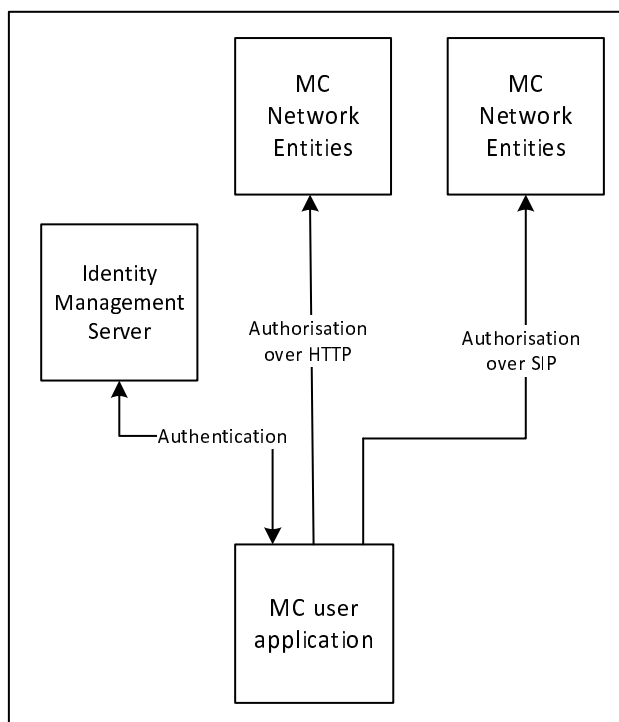 MC
Network
Entities
MC
Network
Entities
Identity
Management
Server
Authorisation
over HTTP
Authorisation
over SIP
Authentication
MC user
application